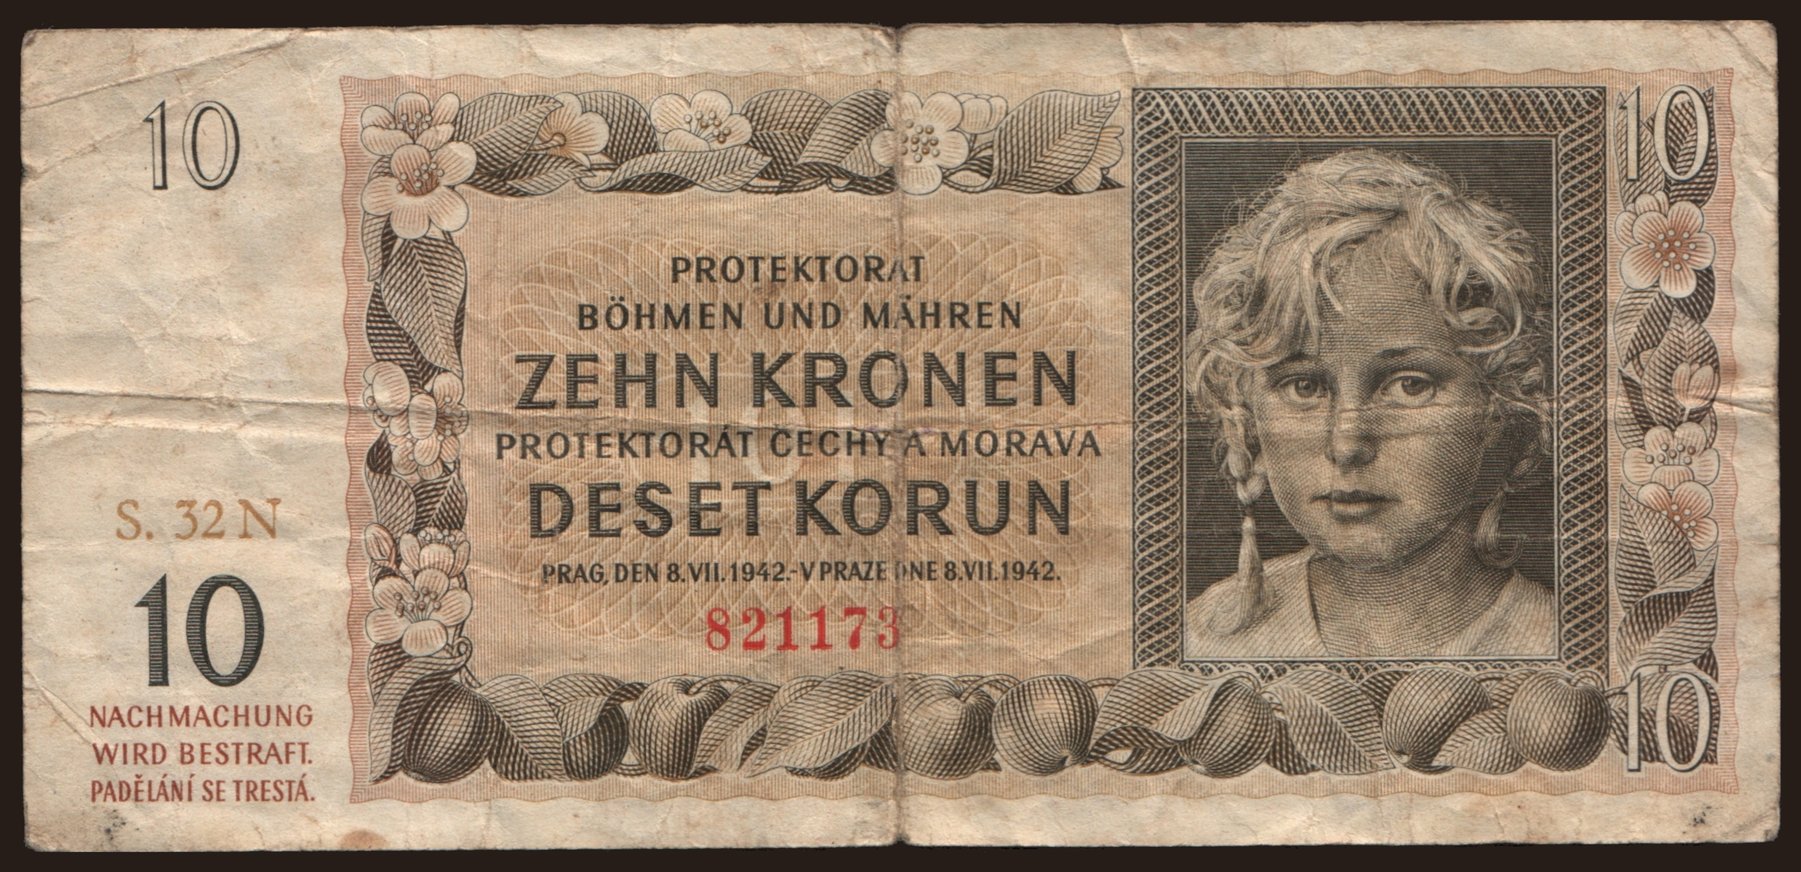 10
10
PROTEKTORAT
BÖHMEN UND MÄHREN
ZEHN KRONEN
PROTEKTORÁT ČECHY A MORAVA
DESET KORUN
PRAG, DEN 8.VII.1942.-V PRAZE DNE 8.VII.1942.
821173
S. 32 N
10
NACHMACHUNG
WIRD BESTRAFT.
PADĚLÁNÍ SE TRESTÁ.
10